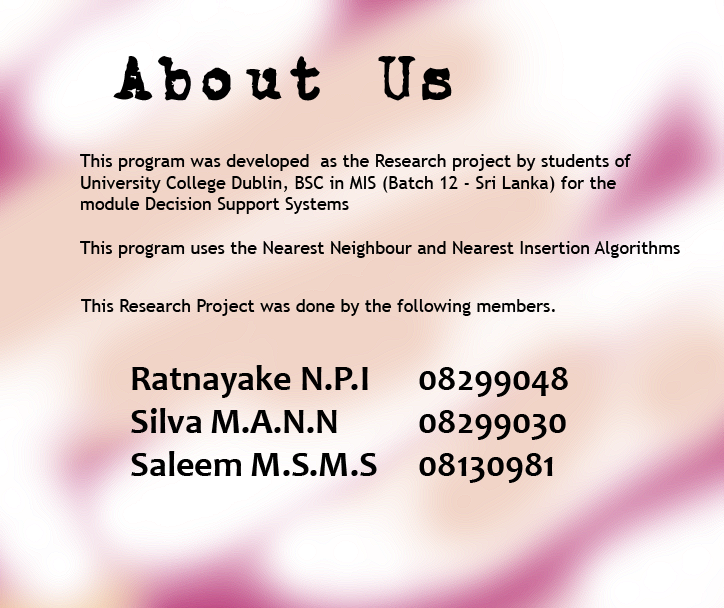 About Us
This program was developed  as the Research project by students of
University College Dublin, BSC in MIS (Batch 12 - Sri Lanka) for the
module Decision Support Systems
This program uses the Nearest Neighbour and Nearest Insertion Algorithms
This Research Project was done by the following members.
Ratnayake N.P.I 08299048
Silva M.A.N.N 08299030
Saleem M.S.M.S 08130981